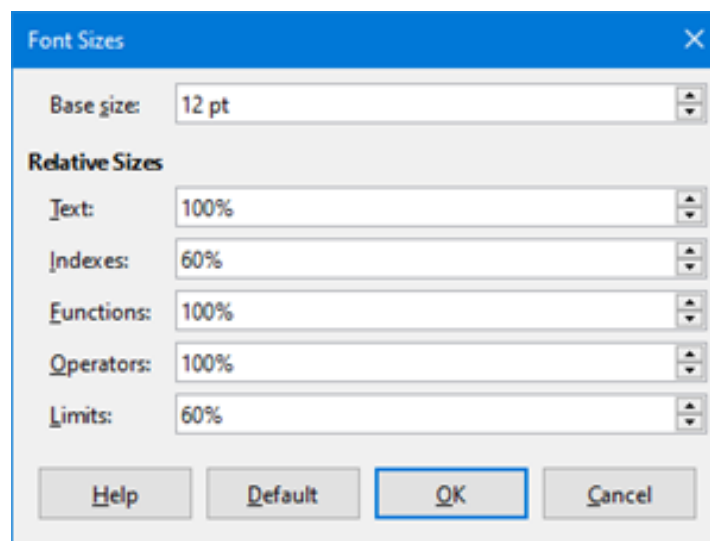 Font Sizes
Base size: 12 pt
Relative Sizes
Text: 100%
Indexes: 60%
Functions: 100%
Operators: 100%
Limits: 60%
Help Default OK Cancel